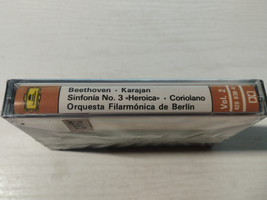 Beethoven · Karajan
Sinfonía No. 3 «Heroica» · Coriolano
Orquesta Filarmónica de Berlín
Vol. 2